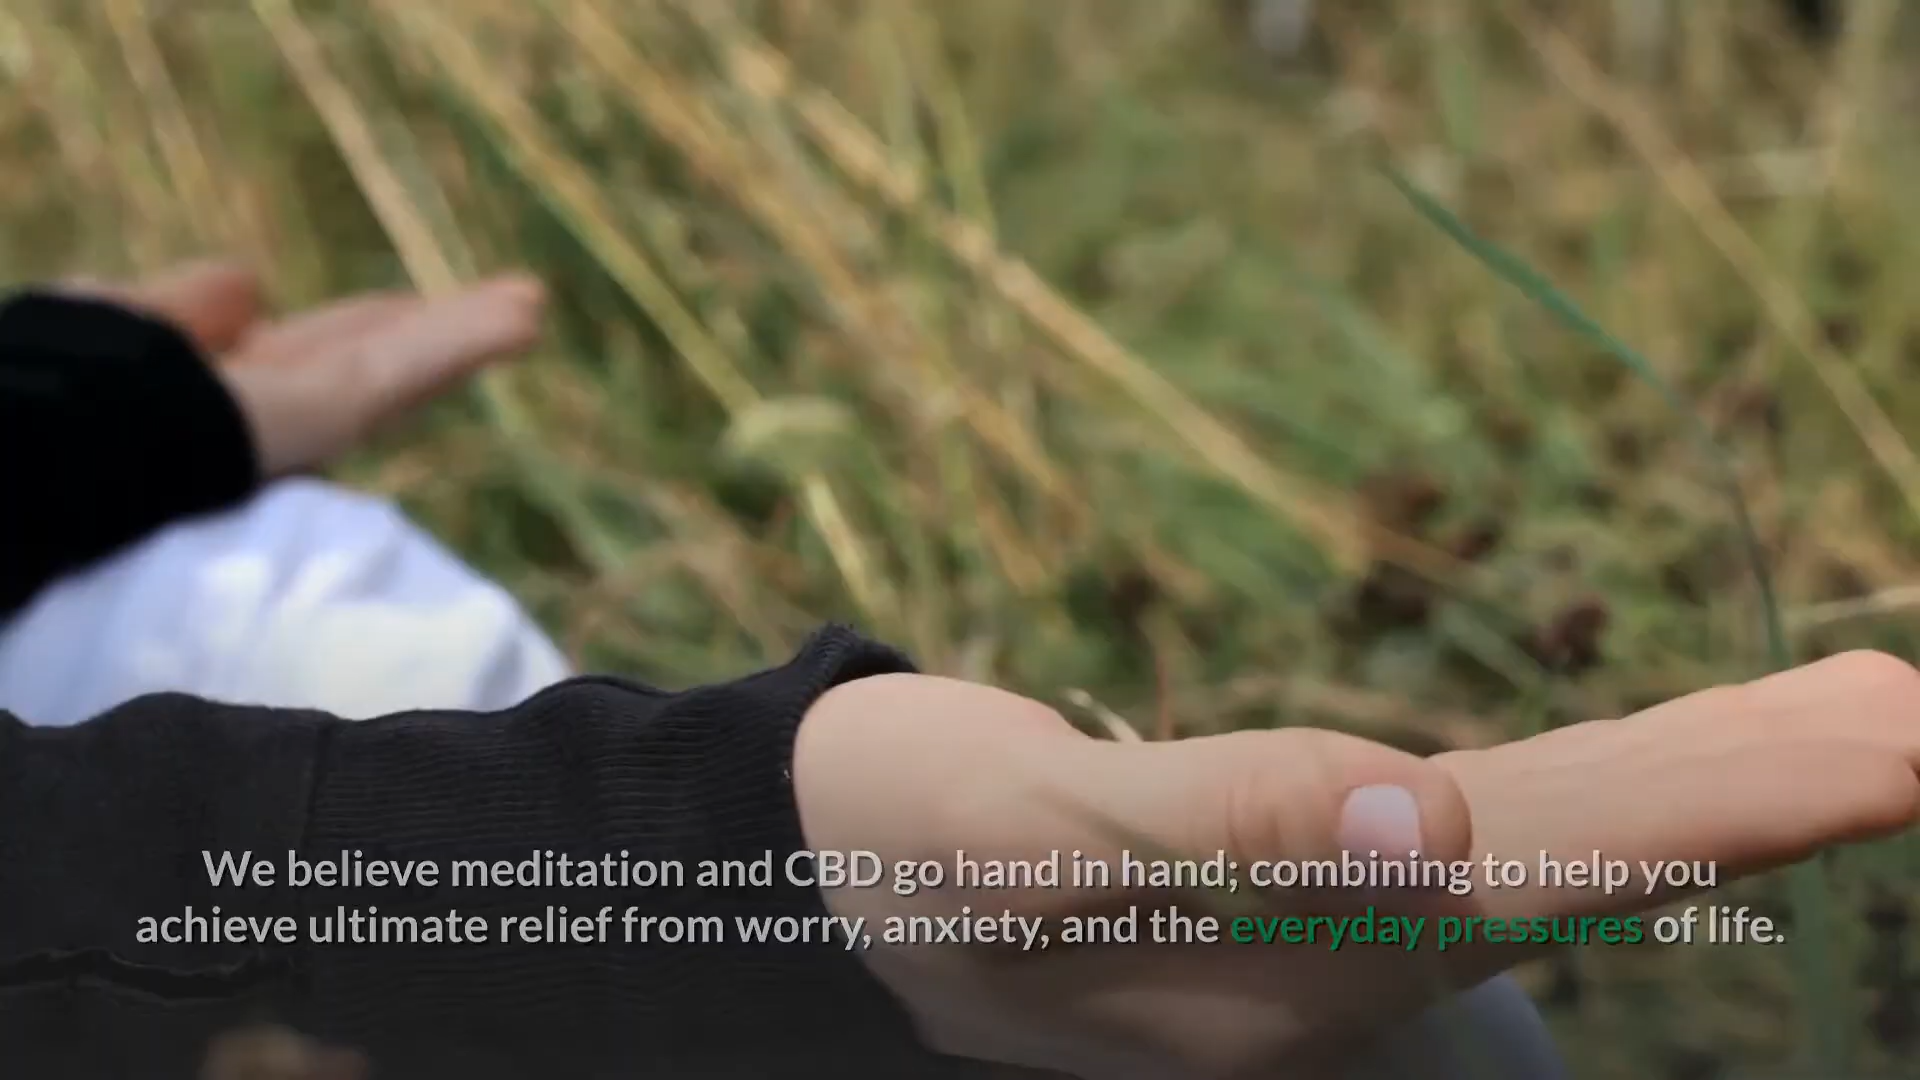 We believe meditation and CBD go hand in hand; combining to help you
achieve ultimate relief from worry, anxiety, and the everyday pressures of life.